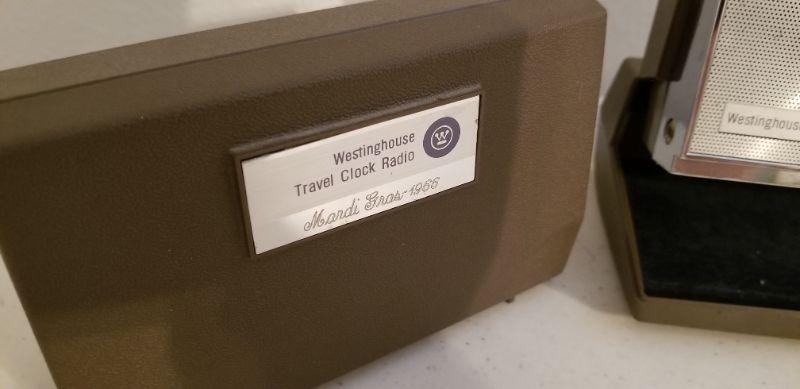 Westinghouse
Travel Clock Radio
Mardi Gras-1966
Westinghouse